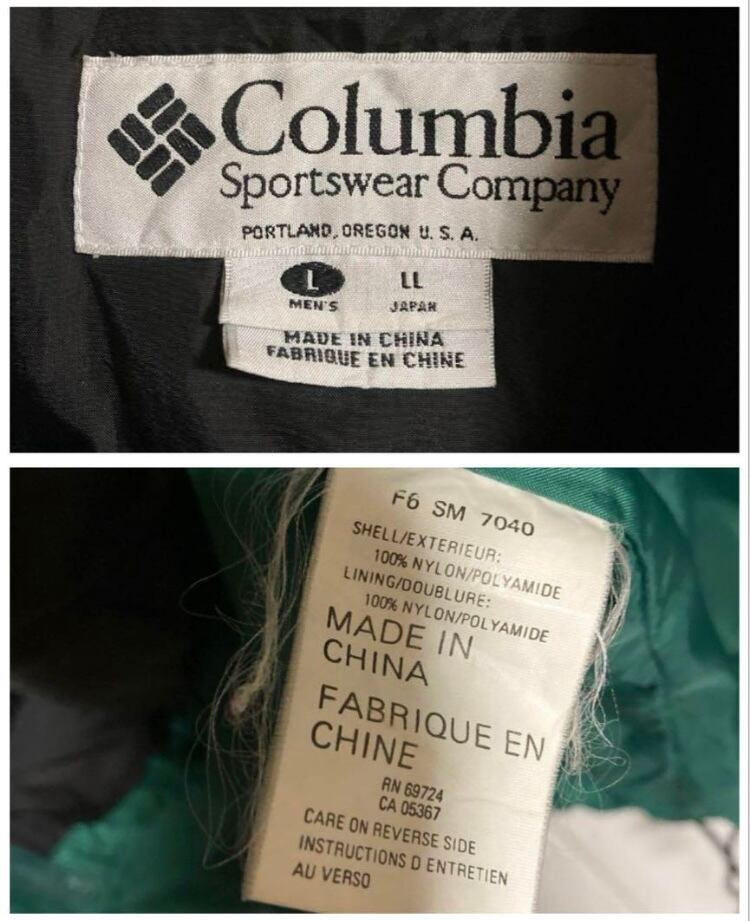 Columbia
Sportswear Company
PORTLAND, OREGON U. S. A.
L LL
MEN'S JAPAN
MADE IN CHINA
FABRIQUE EN CHINE
F6 SM 7040
SHELL/EXTERIEUR:
100% NYLON/POLYAMIDE
LINING/DOUBLURE:
100% NYLON/POLYAMIDE
MADE IN
CHINA
FABRIQUE EN
CHINE
RN 69724
CA 05367
CARE ON REVERSE SIDE
INSTRUCTIONS D ENTRETIEN
AU VERSO